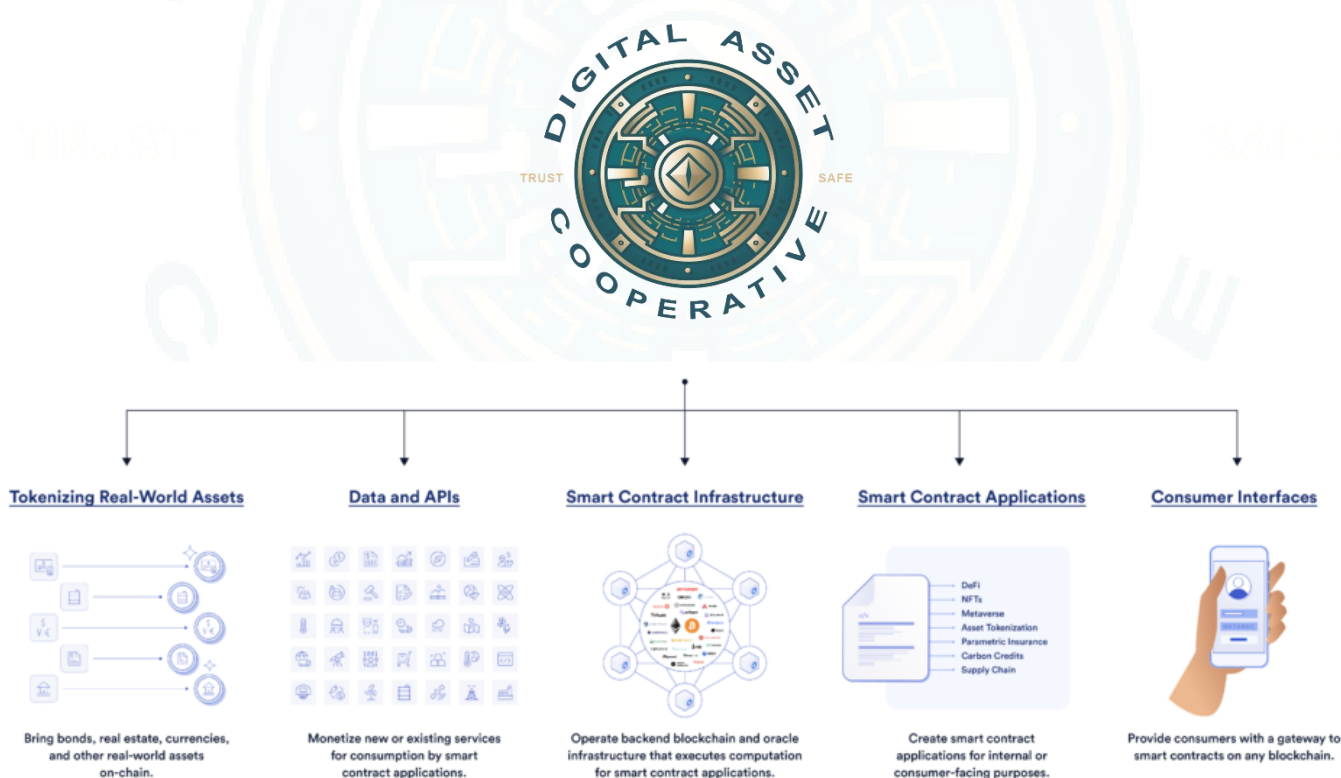 DIGITAL ASSET
TRUST
SAFE
COOPERATIVE
Tokenizing Real-World Assets
Data and APIs
Smart Contract Infrastructure
Smart Contract Applications
Consumer Interfaces
DeFi
NFTs
Metaverse
Asset Tokenization
Parametric Insurance
Carbon Credits
Supply Chain
Bring bonds, real estate, currencies,
and other real-world assets
on-chain.
Monetize new or existing services
for consumption by smart
contract applications.
Operate backend blockchain and oracle
infrastructure that executes computation
for smart contract applications.
Create smart contract
applications for internal or
consumer-facing purposes.
Provide consumers with a gateway to
smart contracts on any blockchain.